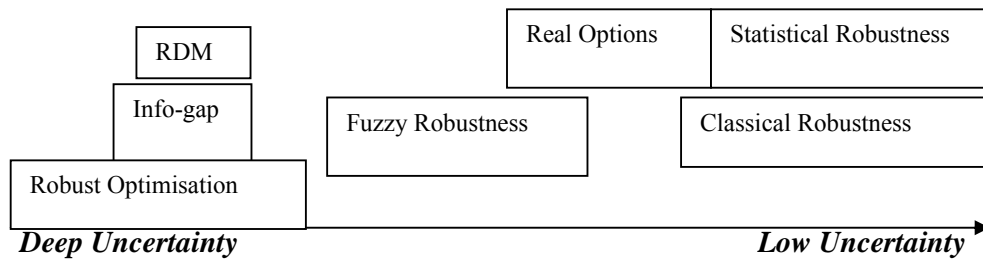 RDM
Real Options
Statistical Robustness
Info-gap
Fuzzy Robustness
Classical Robustness
Robust Optimisation
Deep Uncertainty
Low Uncertainty